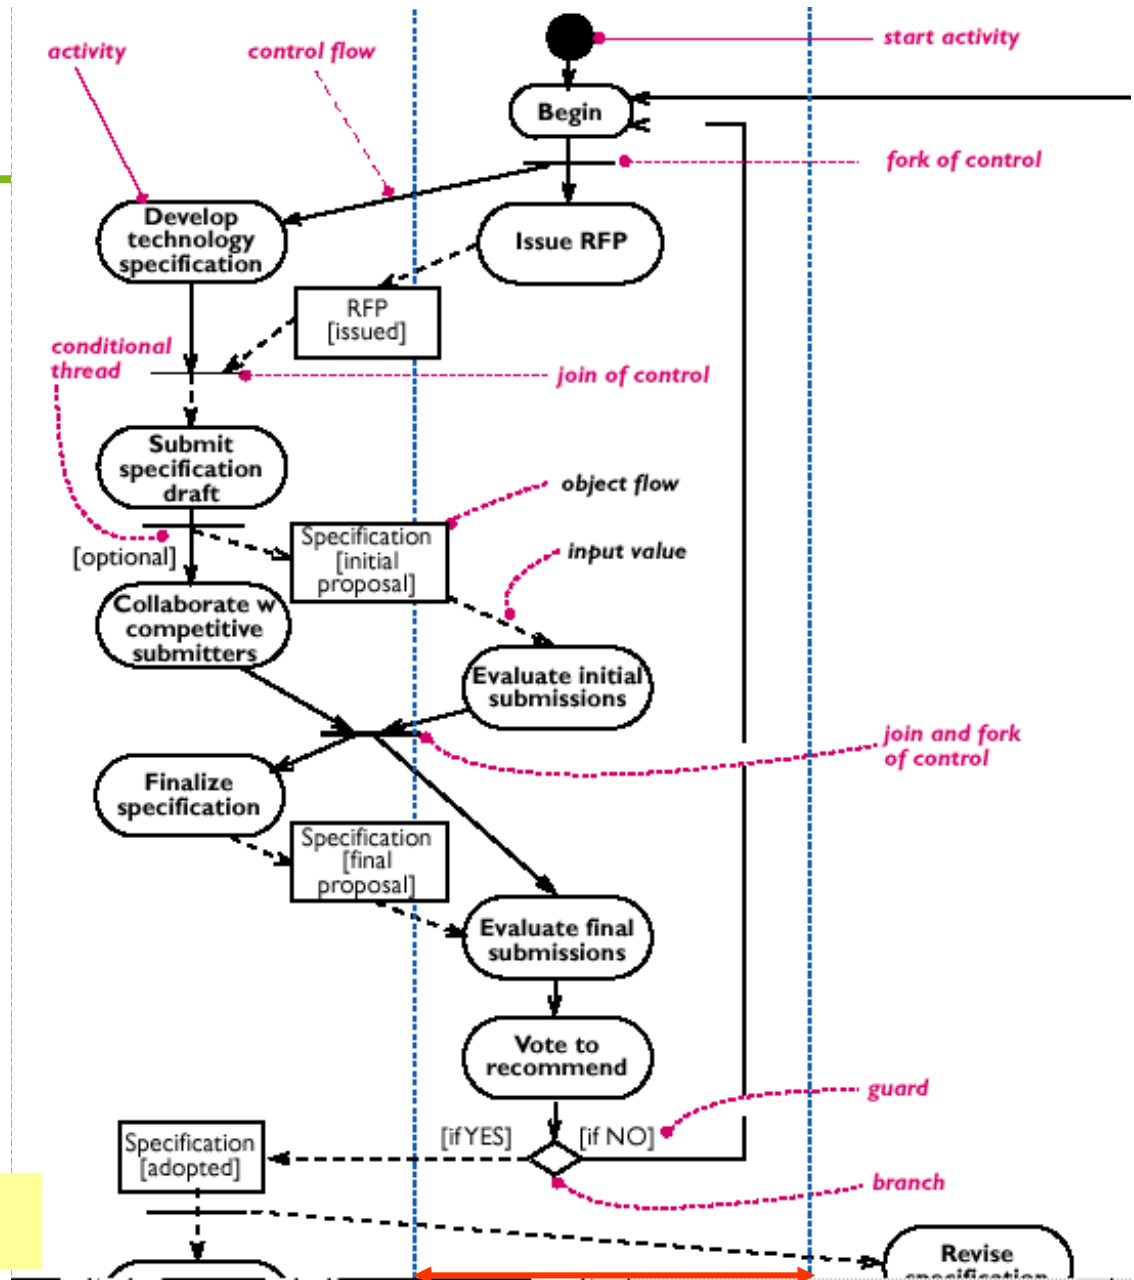 start activity
activity
control flow
Begin
fork of control
Develop
technology
specification
Issue RFP
RFP
[issued]
conditional
thread
join of control
Submit
specification
draft
object flow
Specification
[initial
proposal]
input value
[optional]
Collaborate w
competitive
submitters
Evaluate initial
submissions
join and fork
of control
Finalize
specification
Specification
[final
proposal]
Evaluate final
submissions
Vote to
recommend
guard
[if YES]
[if NO]
Specification
[adopted]
branch
Revise
specification